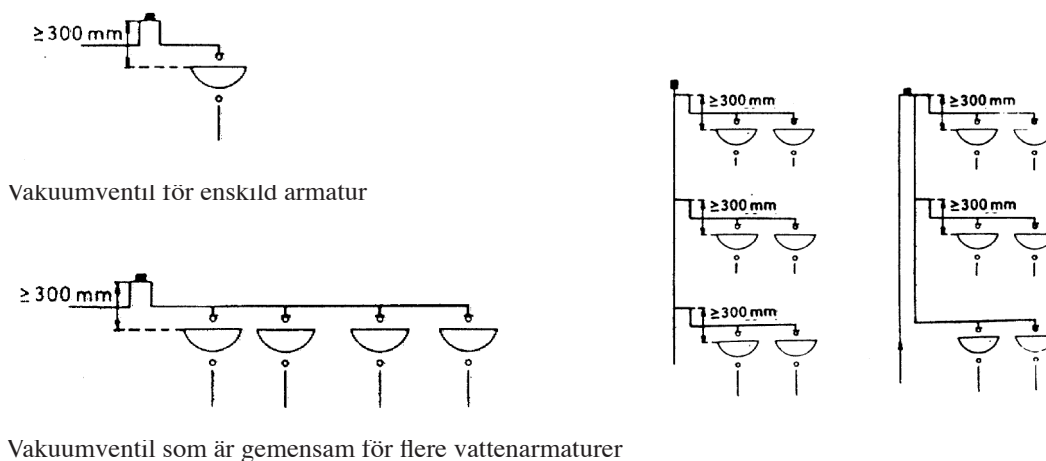 ≥300 mm
Vakuumventil för enskild armatur
≥300 mm
Vakuumventil som är gemensam för flere vattenarmaturer
≥300 mm
≥300 mm
≥300 mm
≥300 mm
≥300 mm